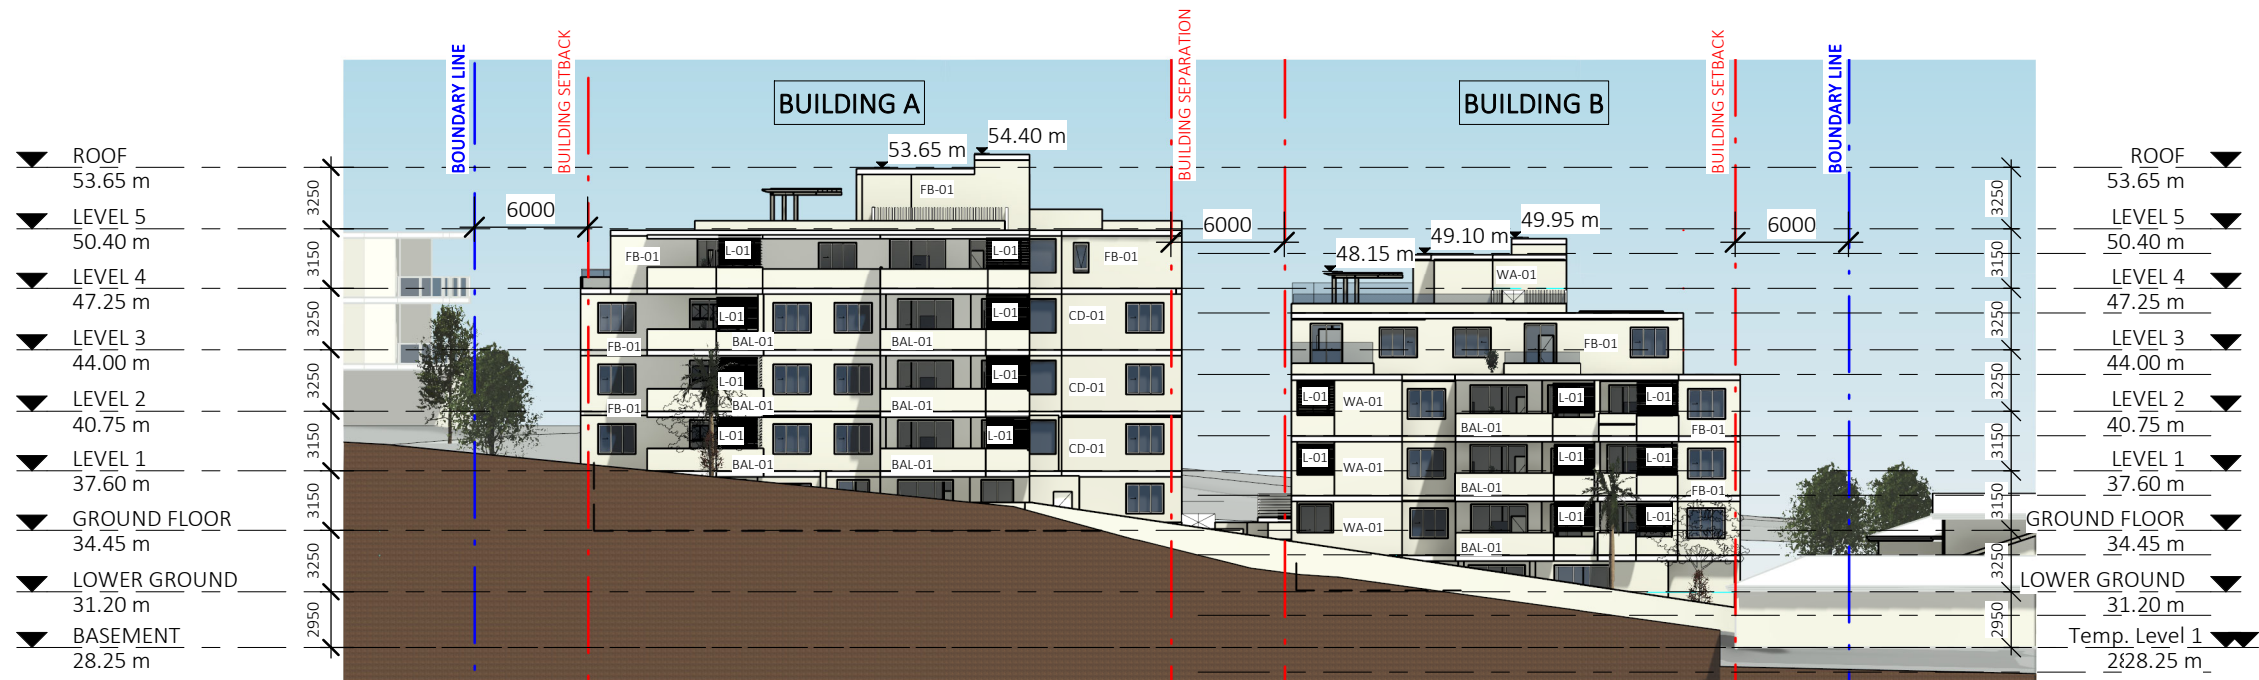 BOUNDARY LINE
BUILDING SETBACK
BUILDING SEPARATION
BUILDING SETBACK
BOUNDARY LINE
BUILDING A
BUILDING B
ROOF
53.65 m
LEVEL 5
50.40 m
LEVEL 4
47.25 m
LEVEL 3
44.00 m
LEVEL 2
40.75 m
LEVEL 1
37.60 m
GROUND FLOOR
34.45 m
LOWER GROUND
31.20 m
BASEMENT
28.25 m
3250
3150
3250
3250
3150
3150
3250
2950
6000
53.65 m
54.40 m
FB-01
FB-01
L-01
L-01
FB-01
L-01
L-01
CD-01
FB-01
BAL-01
BAL-01
L-01
L-01
CD-01
FB-01
BAL-01
BAL-01
L-01
L-01
CD-01
BAL-01
BAL-01
6000
48.15 m
49.10 m
49.95 m
WA-01
FB-01
L-01
WA-01
L-01
L-01
BAL-01
FB-01
L-01
WA-01
L-01
L-01
BAL-01
FB-01
WA-01
L-01
L-01
BAL-01
6000
3250
3150
3250
3250
3150
3150
3250
2950
ROOF
53.65 m
LEVEL 5
50.40 m
LEVEL 4
47.25 m
LEVEL 3
44.00 m
LEVEL 2
40.75 m
LEVEL 1
37.60 m
GROUND FLOOR
34.45 m
LOWER GROUND
31.20 m
Temp. Level 1
28.25 m